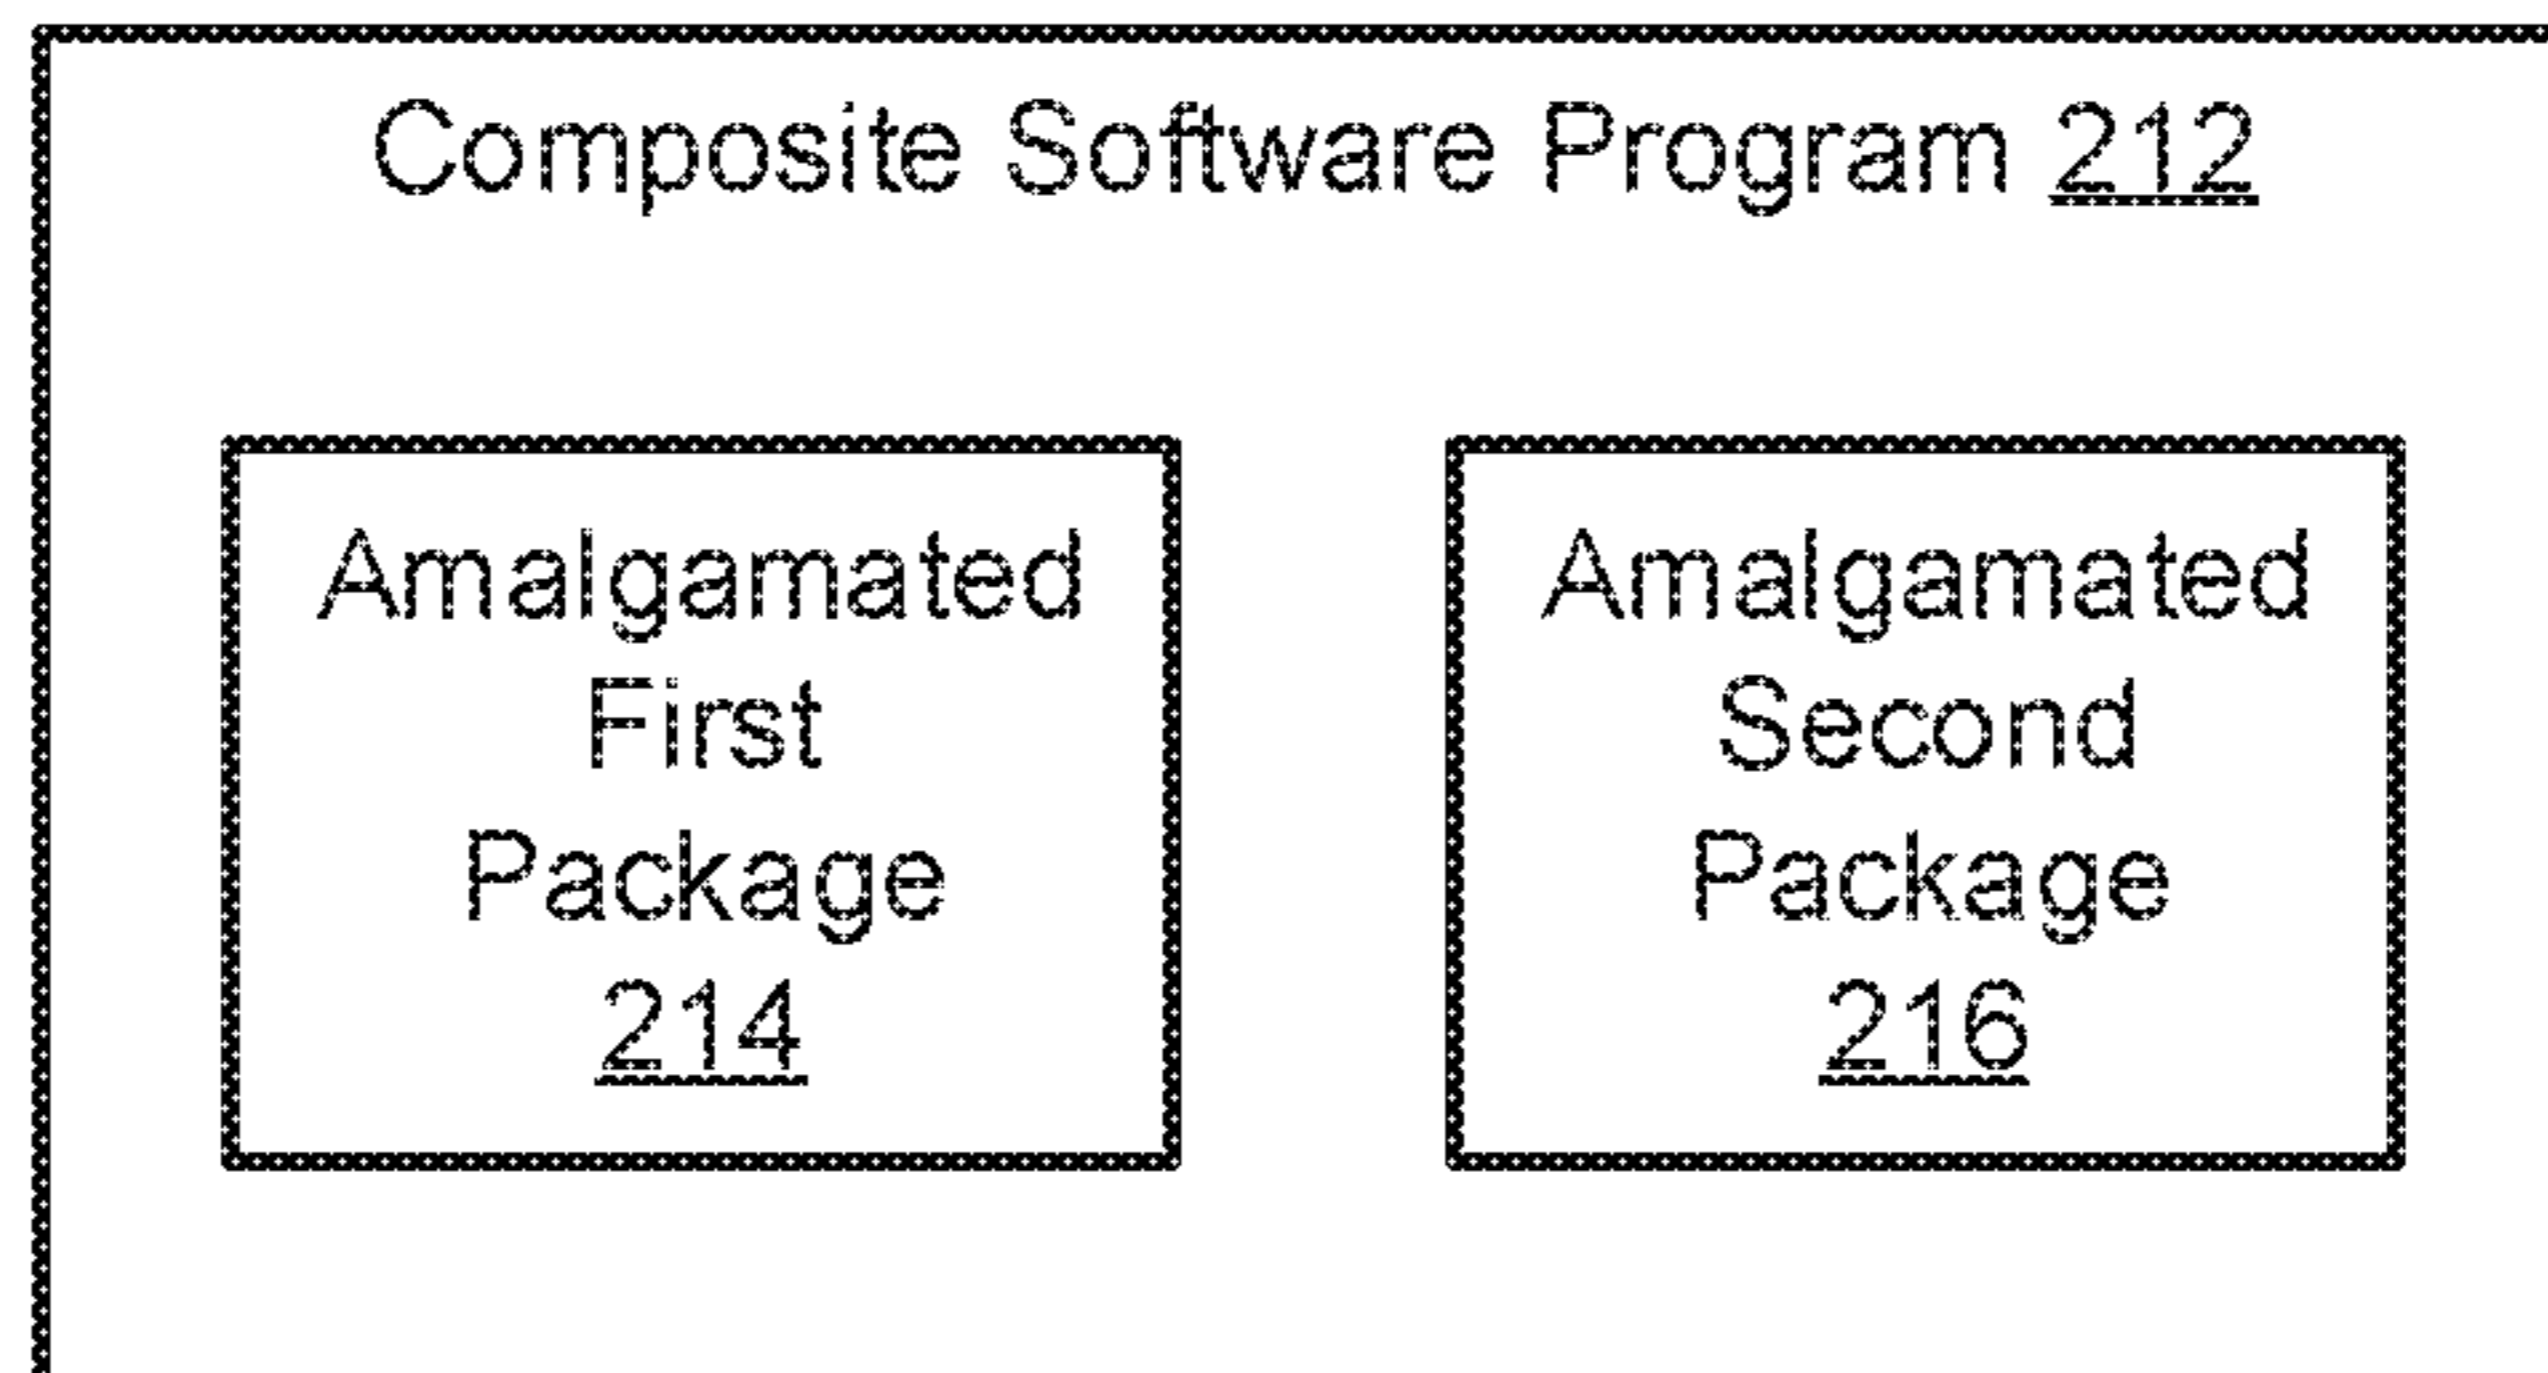 Composite Software Program 212
Amalgamated
First
Package
214
Amalgamated
Second
Package
216